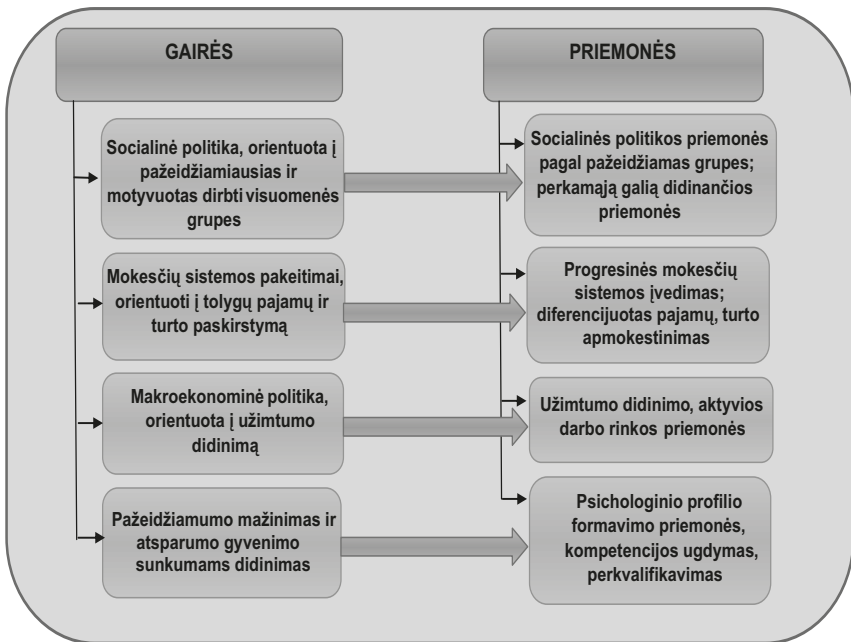 GAIRĖS
PRIEMONĖS
Socialinė politika, orientuota į
pažeidžiamiausias ir
motyvuotas dirbti visuomenės
grupes
Socialinės politikos priemonės
pagal pažeidžiamas grupes;
perkamąją galią didinančios
priemonės
Mokesčių sistemos pakeitimai,
orientuoti į tolygų pajamų ir
turto paskirstymą
Progresinės mokesčių
sistemos įvedimas;
diferencijuotas pajamų, turto
apmokestinimas
Makroekonominė politika,
orientuota į užimtumo
didinimą
Užimtumo didinimo, aktyvios
darbo rinkos priemonės
Pažeidžiamumo mažinimas ir
atsparumo gyvenimo
sunkumams didinimas
Psichologinio profilio
formavimo priemonės,
kompetencijos ugdymas,
perkvalifikavimas